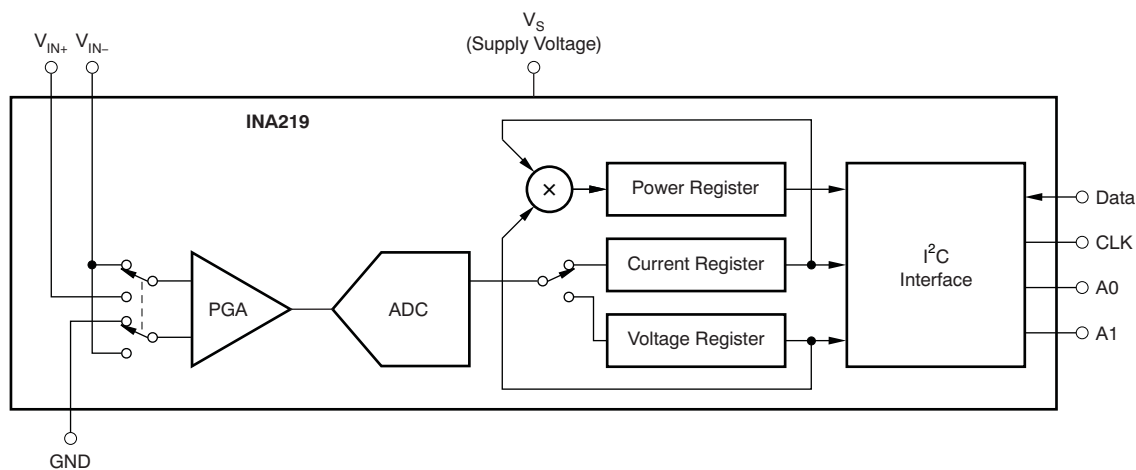 V_S
(Supply Voltage)
V_IN+ V_IN–
INA219
×
Power Register
Data
I²C
Interface
CLK
Current Register
A0
PGA
ADC
Voltage Register
A1
GND